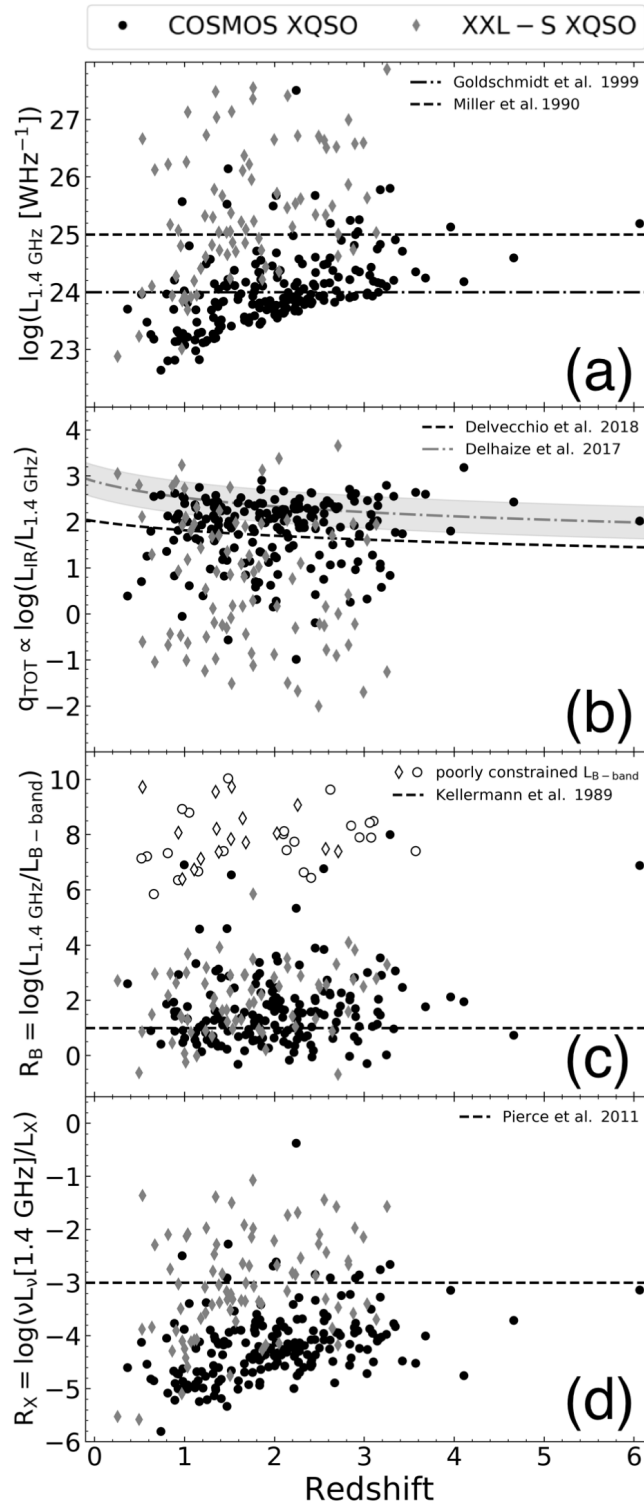 COSMOS XQSO XXL − S XQSO
log(L1.4 GHz [WHz−1])
27
26
25
24
23
Goldschmidt et al. 1999
Miller et al. 1990
(a)
qTOT ∝ log(LIR/L1.4 GHz)
4
3
2
1
0
−1
−2
Delvecchio et al. 2018
Delhaize et al. 2017
(b)
RB = log(L1.4 GHz/LB−band)
10
8
6
4
2
0
poorly constrained LB−band
Kellermann et al. 1989
(c)
RX = log(νLν[1.4 GHz]/LX)
0
−1
−2
−3
−4
−5
−6
Pierce et al. 2011
(d)
0 1 2 3 4 5 6
Redshift